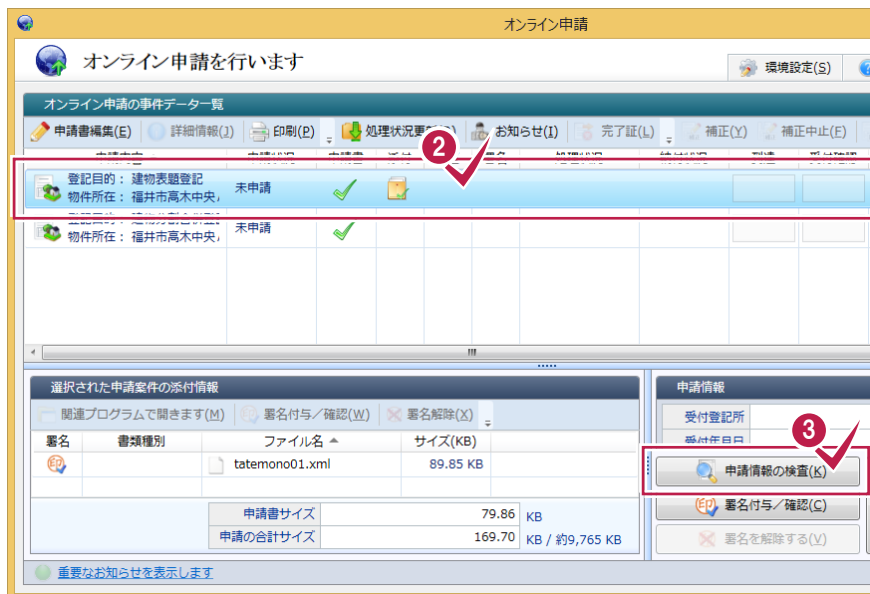 オンライン申請
オンライン申請を行います
環境設定(S)
オンライン申請の事件データ一覧
申請書編集(E) 詳細情報(J) 印刷(P) 処理状況更 お知らせ(I) 完了証(L) 補正(Y) 補正中止(F)
2
登記目的： 建物表題登記
物件所在： 福井市高木中央,
未申請
物件所在： 福井市高木中央,
未申請
選択された申請案件の添付情報
関連プログラムで開きます(M) 署名付与／確認(W) 署名解除(X)
署名 書類種別 ファイル名 サイズ(KB)
tatemono01.xml 89.85 KB
申請書サイズ 79.86 KB
申請の合計サイズ 169.70 KB / 約9,765 KB
申請情報
受付登記所
受付年月日
3
申請情報の検査(K)
署名付与／確認(C)
署名を解除する(V)
重要なお知らせを表示します